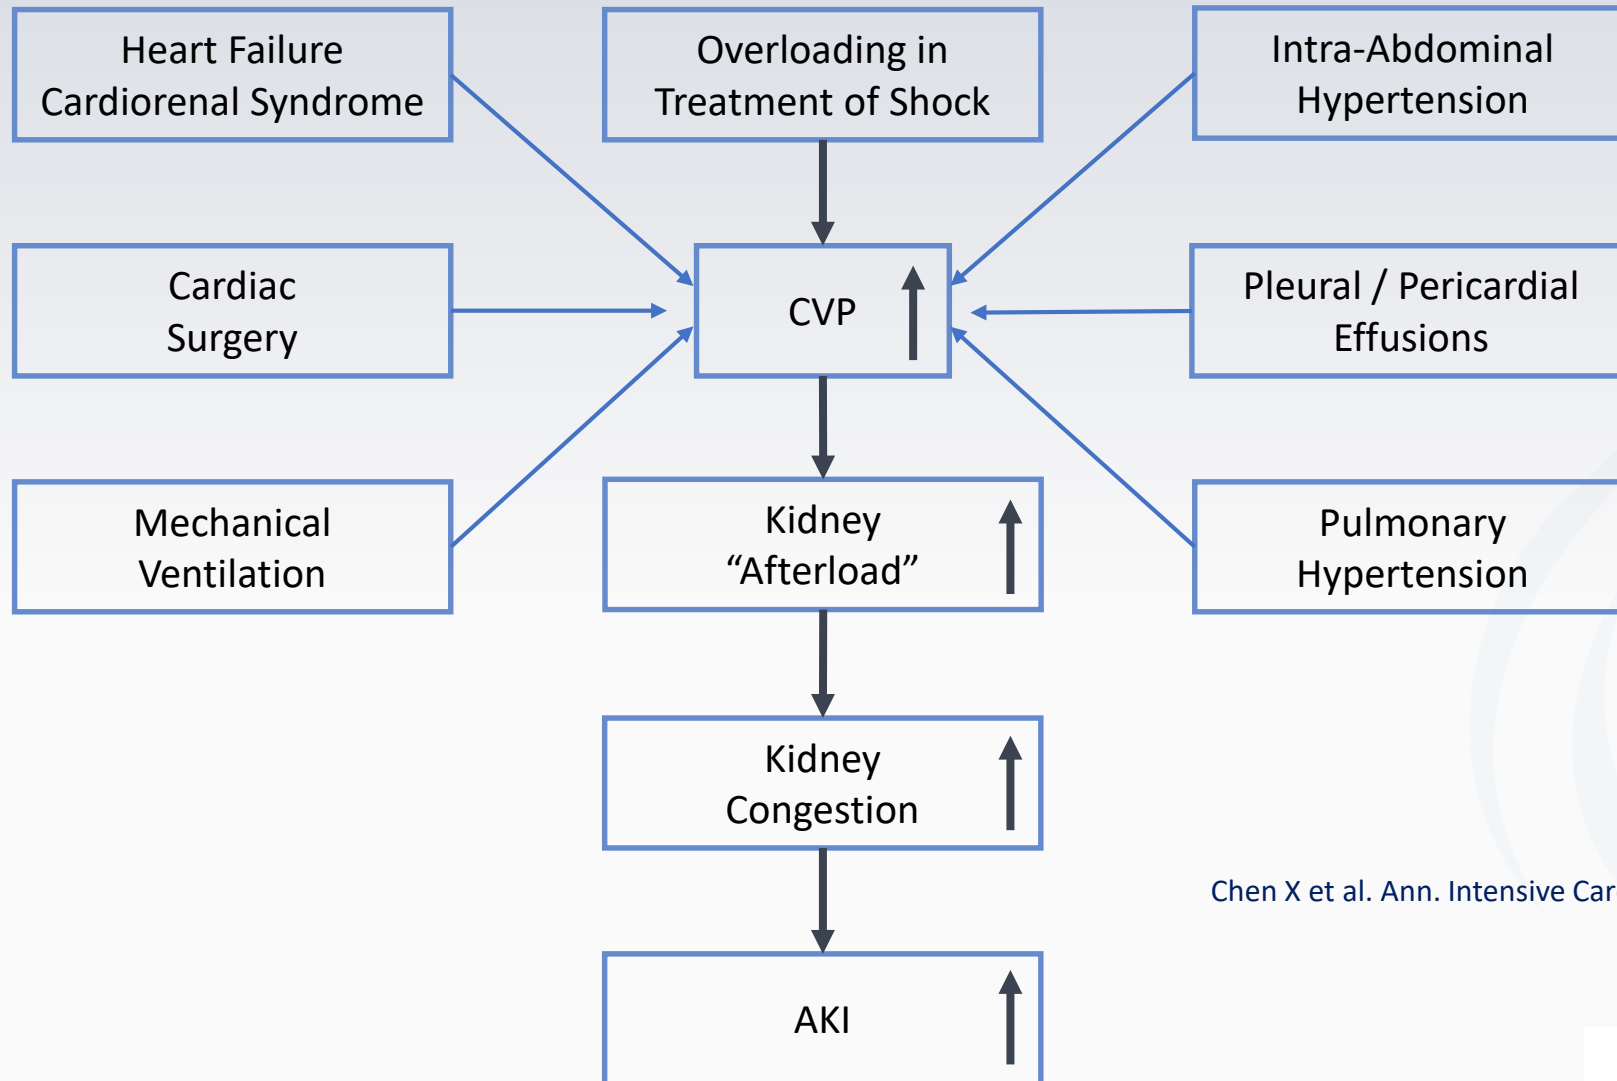 Heart Failure
Cardiorenal Syndrome
Overloading in
Treatment of Shock
Intra-Abdominal
Hypertension
Cardiac
Surgery
CVP
Pleural / Pericardial
Effusions
Mechanical
Ventilation
Kidney
“Afterload”
Pulmonary
Hypertension
Kidney
Congestion
Chen X et al. Ann. Intensive Car
AKI